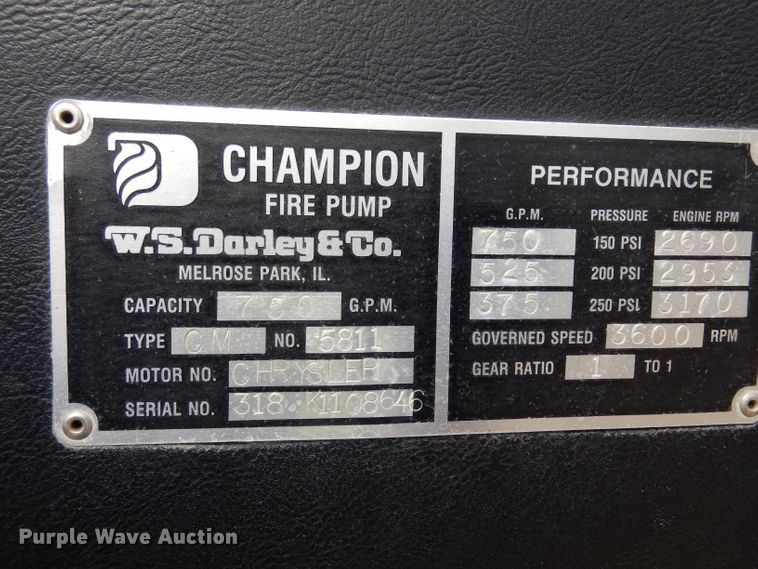 CHAMPION
FIRE PUMP
W.S. Darley & Co.
MELROSE PARK, IL.
CAPACITY 750 G.P.M.
TYPE CM NO. 5811
MOTOR NO. CHRYSLER
SERIAL NO. 318 K1108646
PERFORMANCE
G.P.M. PRESSURE ENGINE RPM
750 150 PSI 2690
525 200 PSI 2953
375 250 PSI 3170
GOVERNED SPEED 3600 RPM
GEAR RATIO 1 TO 1
Purple Wave Auction